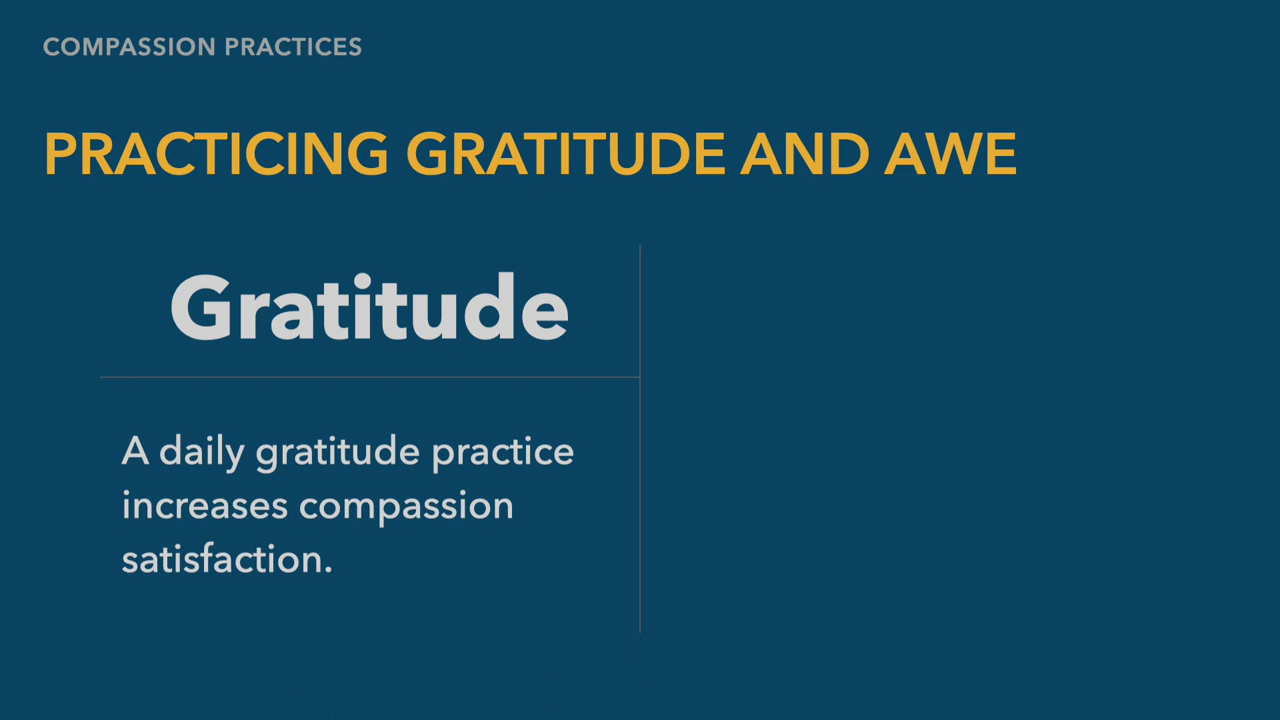 COMPASSION PRACTICES
PRACTICING GRATITUDE AND AWE
Gratitude
A daily gratitude practice
increases compassion
satisfaction.